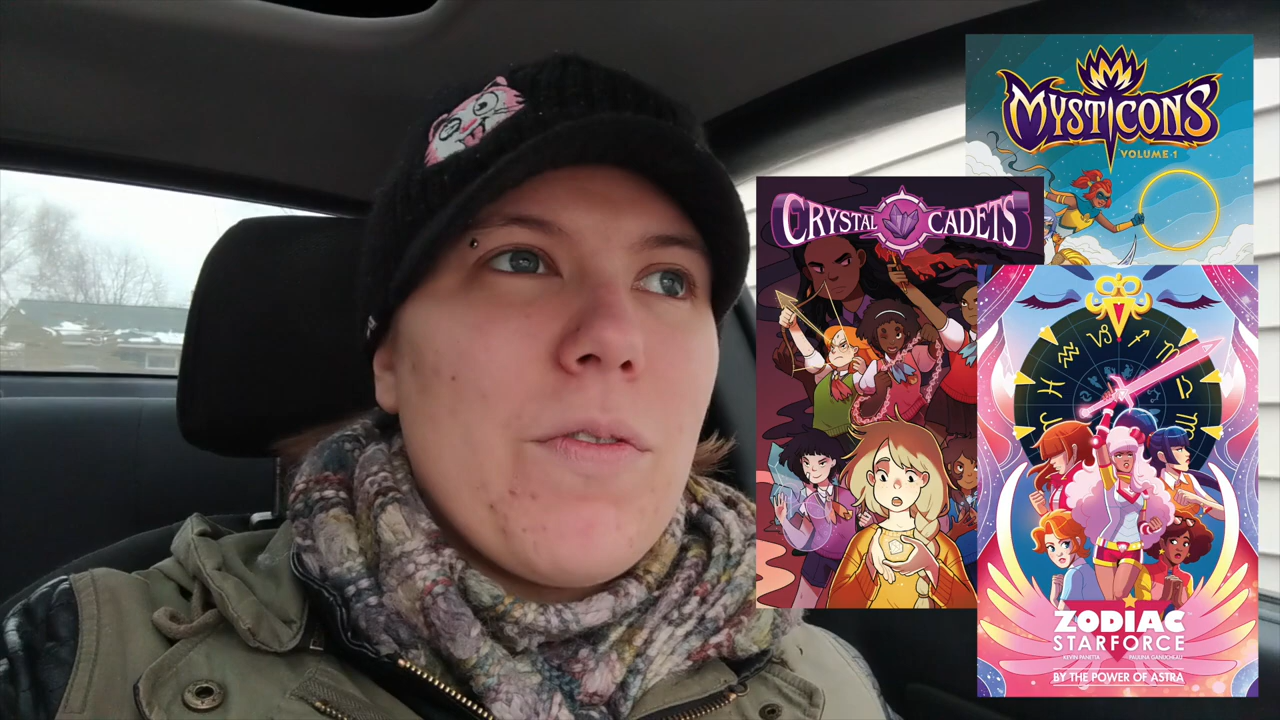 MYSTICONS
VOLUME·1
CRYSTAL CADETS
ZODIAC
STARFORCE
KEVIN PANETTA PAULINA GANUCHEAU
BY THE POWER OF ASTRA